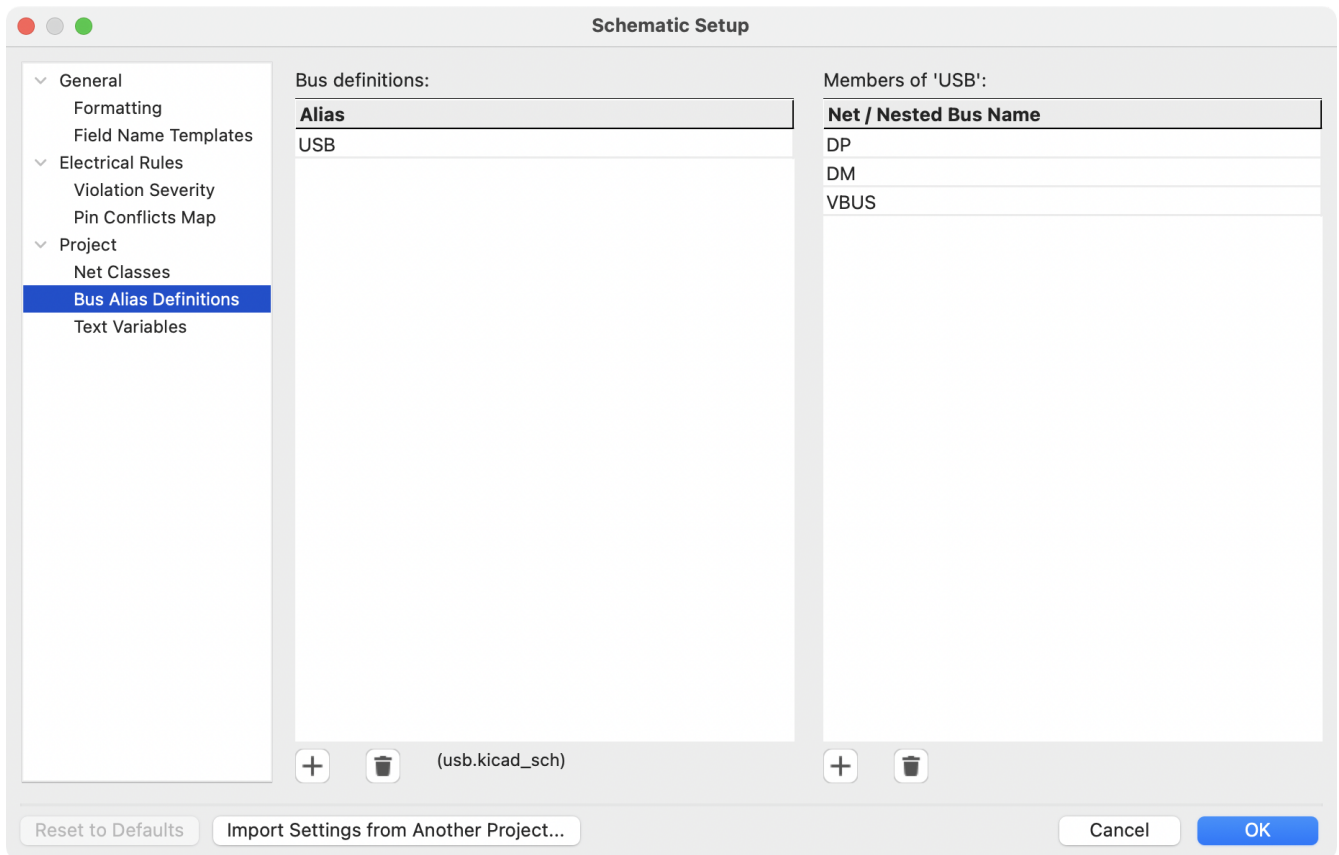 Schematic Setup
General
Formatting
Field Name Templates
Electrical Rules
Violation Severity
Pin Conflicts Map
Project
Net Classes
Bus Alias Definitions
Text Variables
Bus definitions:
Alias
USB
(usb.kicad_sch)
Members of 'USB':
Net / Nested Bus Name
DP
DM
VBUS
Reset to Defaults
Import Settings from Another Project...
Cancel
OK